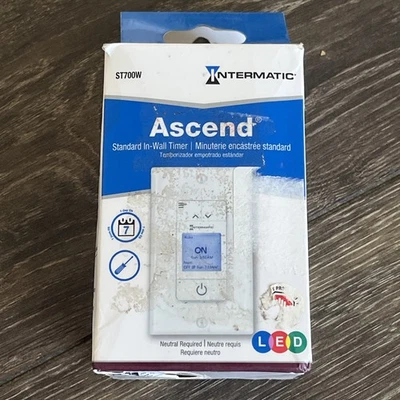 ST700W
INTERMATIC®
Ascend®
Standard In-Wall Timer | Minuterie encastrée standard
Temporizador empotrado estándar
7
INTERMATIC
ON
Neutral Required | Neutre requis
Requiere neutro
LED